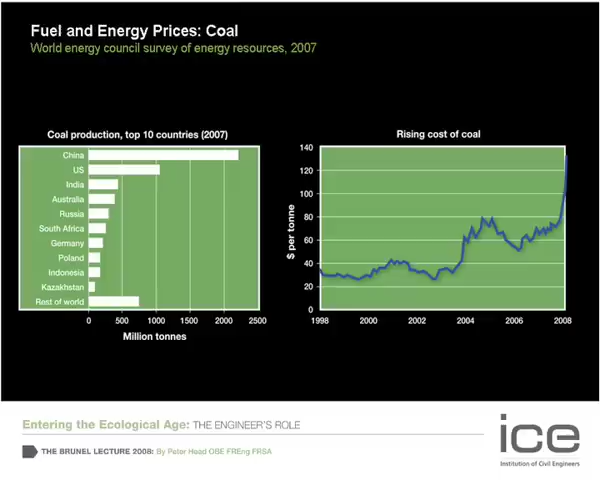 Fuel and Energy Prices: Coal
World energy council survey of energy resources, 2007
Coal production, top 10 countries (2007)
China
US
India
Australia
Russia
South Africa
Germany
Poland
Indonesia
Kazakhstan
Rest of world
0 500 1000 1500 2000 2500
Million tonnes
Rising cost of coal
$ per tonne
140
120
100
80
60
40
20
0
1998 2000 2002 2004 2006 2008
Entering the Ecological Age: THE ENGINEER'S ROLE
THE BRUNEL LECTURE 2008: By Peter Head OBE FREng FRSA
ice
Institution of Civil Engineers